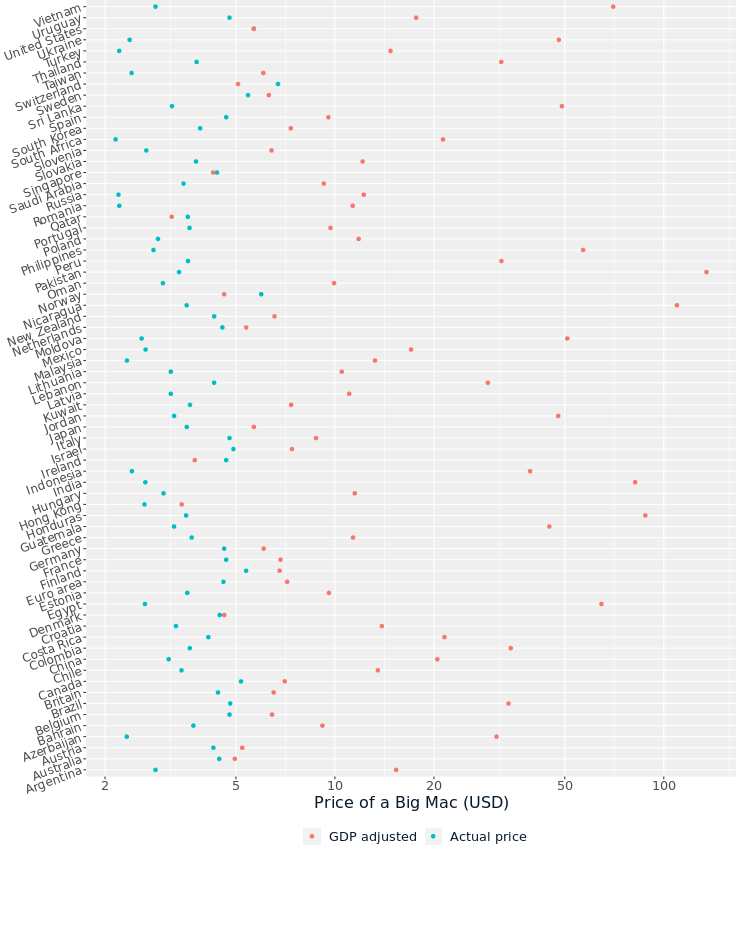 Vietnam
Uruguay
United States
Ukraine
Turkey
Thailand
Taiwan
Switzerland
Sweden
Sri Lanka
Spain
South Korea
South Africa
Slovenia
Slovakia
Singapore
Saudi Arabia
Russia
Romania
Qatar
Portugal
Poland
Philippines
Peru
Pakistan
Oman
Norway
Nicaragua
New Zealand
Netherlands
Moldova
Mexico
Malaysia
Lithuania
Lebanon
Latvia
Kuwait
Jordan
Japan
Italy
Israel
Ireland
Indonesia
India
Hungary
Hong Kong
Honduras
Guatemala
Greece
Germany
France
Finland
Euro area
Estonia
Egypt
Denmark
Croatia
Costa Rica
Colombia
China
Chile
Canada
Britain
Brazil
Belgium
Bahrain
Azerbaijan
Austria
Australia
Argentina
2 5 10 20 50 100
Price of a Big Mac (USD)
GDP adjusted Actual price